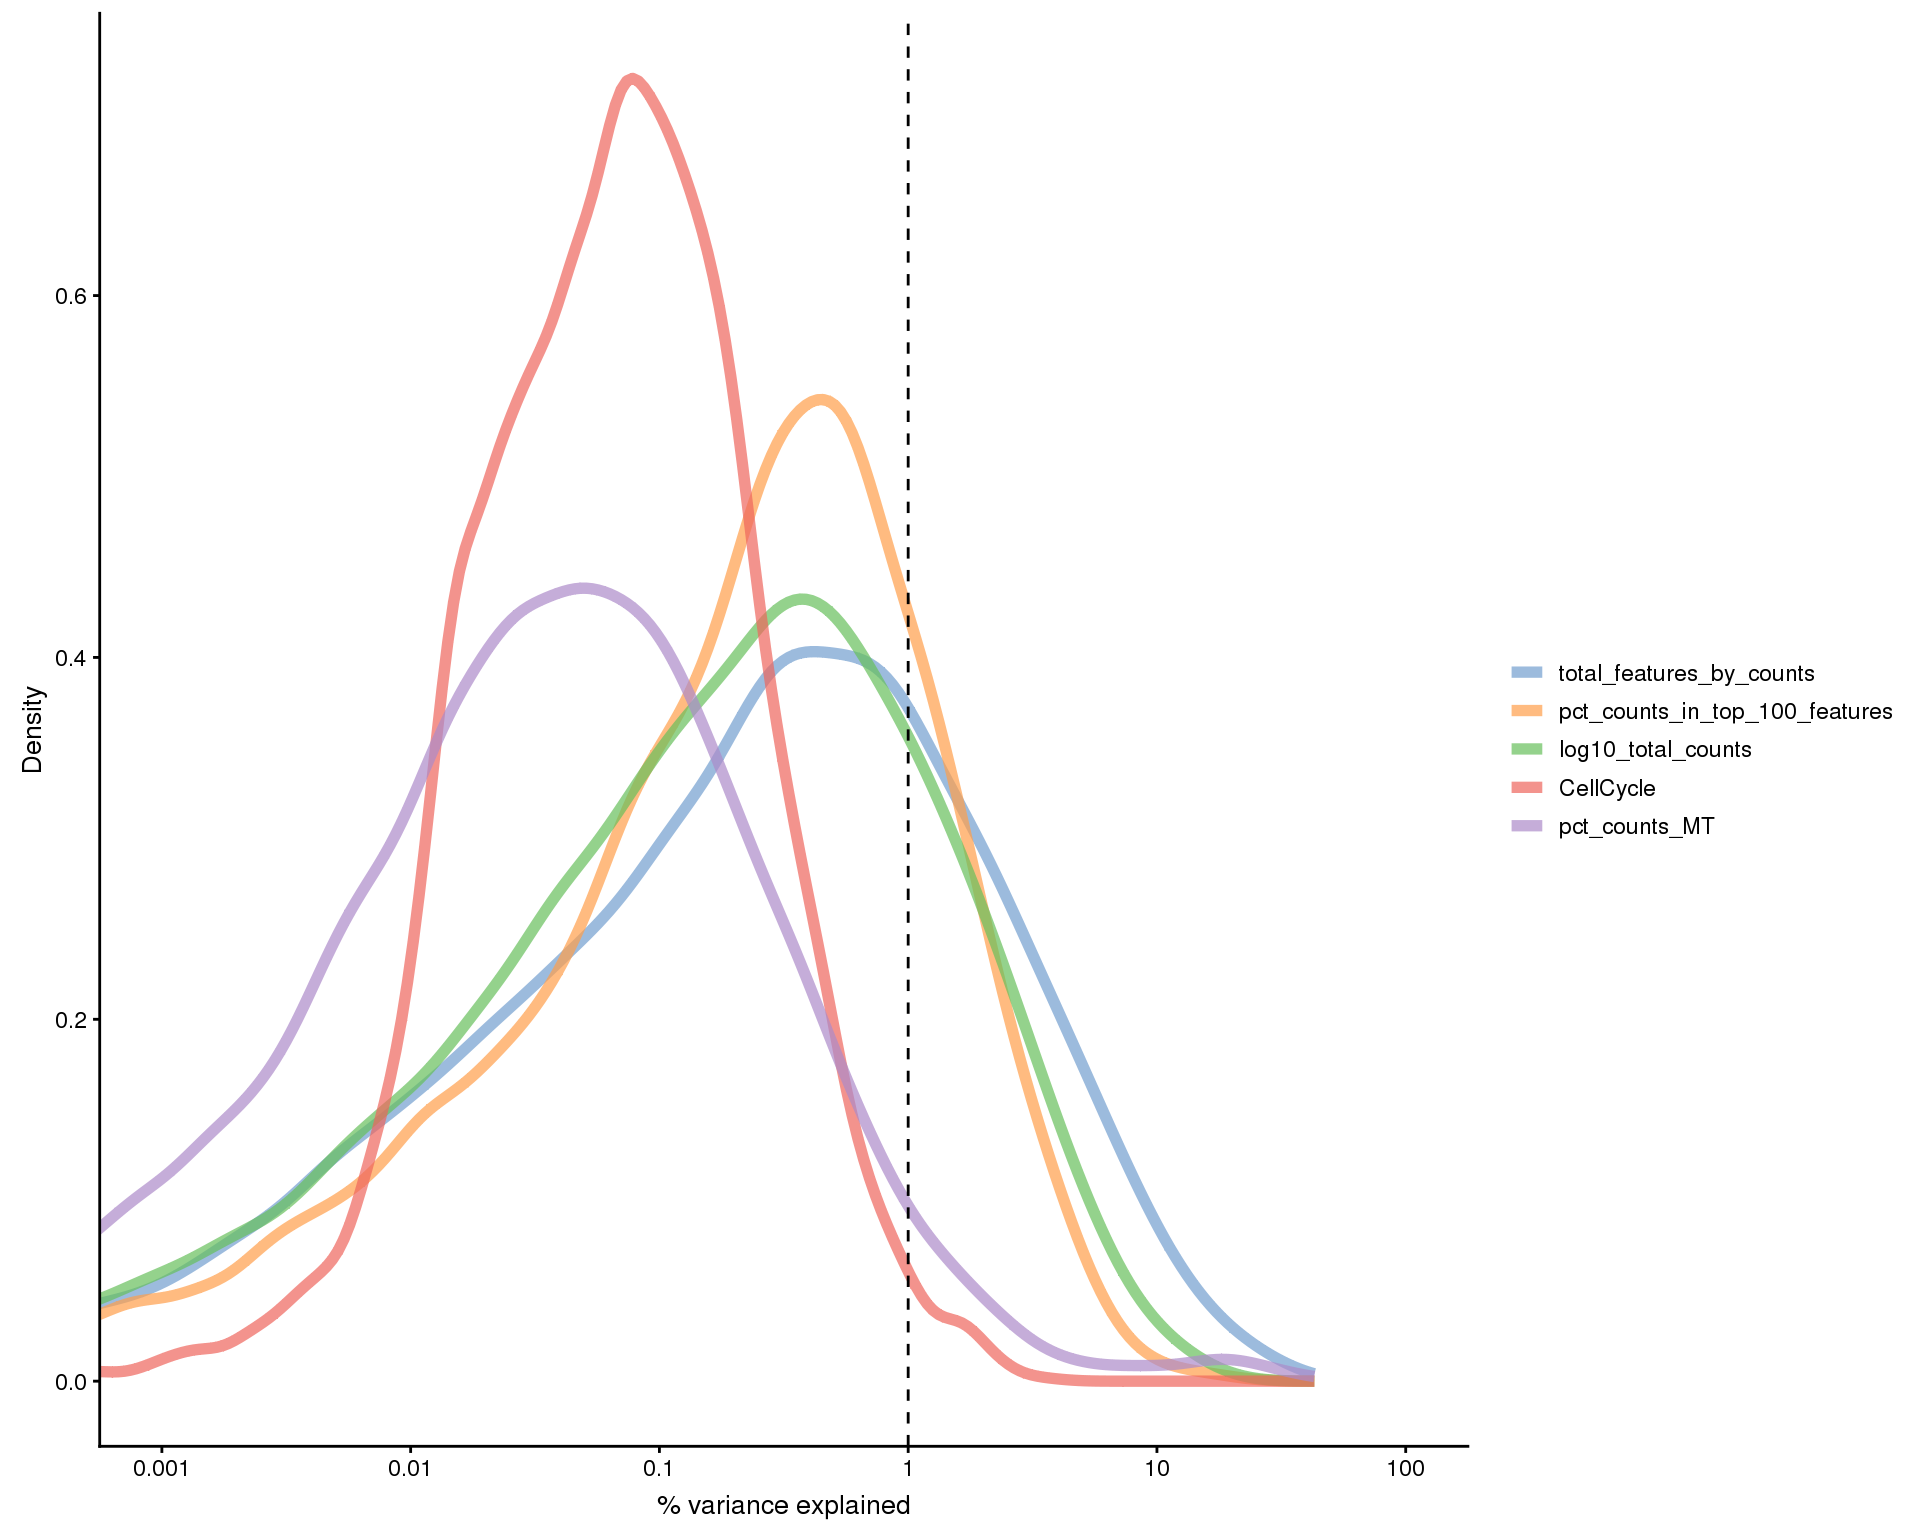 0.6
0.4
0.2
0.0
Density
0.001
0.01
0.1
1
10
100
% variance explained
total_features_by_counts
pct_counts_in_top_100_features
log10_total_counts
CellCycle
pct_counts_MT